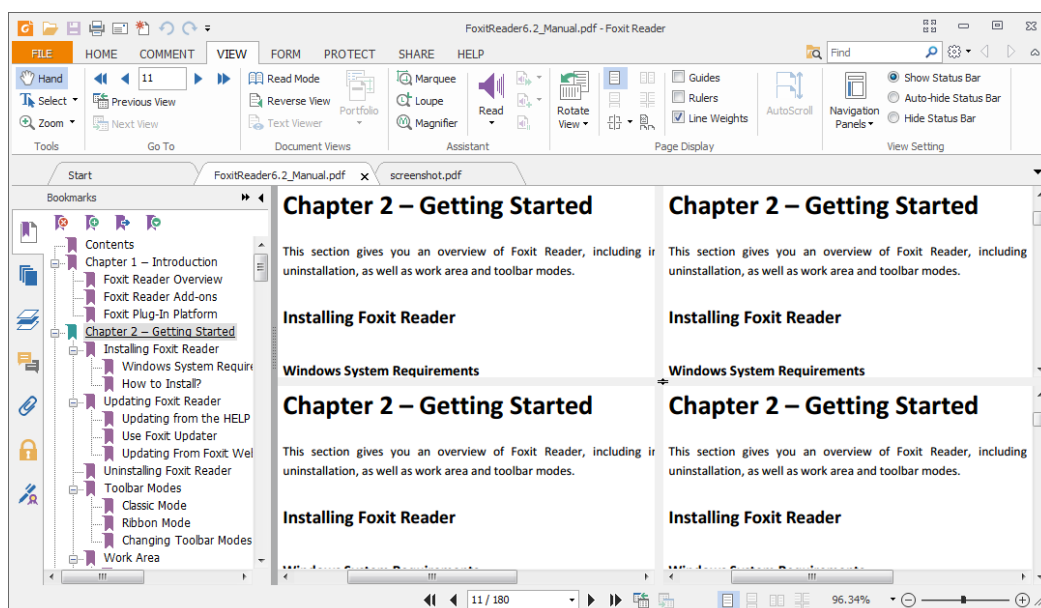 FoxitReader6.2_Manual.pdf - Foxit Reader
FILE HOME COMMENT VIEW FORM PROTECT SHARE HELP Find
Hand 11 Read Mode Marquee Guides Show Status Bar
Select Previous View Reverse View Portfolio Loupe Read Rotate View Rulers AutoScroll Navigation Panels Auto-hide Status Bar
Zoom Next View Text Viewer Magnifier Line Weights Hide Status Bar
Tools Go To Document Views Assistant Page Display View Setting
Start FoxitReader6.2_Manual.pdf x screenshot.pdf
Bookmarks
Contents
Chapter 1 – Introduction
Foxit Reader Overview
Foxit Reader Add-ons
Foxit Plug-In Platform
Chapter 2 – Getting Started
Installing Foxit Reader
Windows System Require
How to Install?
Updating Foxit Reader
Updating from the HELP
Use Foxit Updater
Updating From Foxit Wel
Uninstalling Foxit Reader
Toolbar Modes
Classic Mode
Ribbon Mode
Changing Toolbar Modes
Work Area
Chapter 2 – Getting Started
This section gives you an overview of Foxit Reader, including in
uninstallation, as well as work area and toolbar modes.
Installing Foxit Reader
Windows System Requirements
Chapter 2 – Getting Started
This section gives you an overview of Foxit Reader, including
uninstallation, as well as work area and toolbar modes.
Installing Foxit Reader
Windows System Requirements
Chapter 2 – Getting Started
This section gives you an overview of Foxit Reader, including in
uninstallation, as well as work area and toolbar modes.
Installing Foxit Reader
Windows System Requirements
Chapter 2 – Getting Started
This section gives you an overview of Foxit Reader, including
uninstallation, as well as work area and toolbar modes.
Installing Foxit Reader
Windows System Requirements
11 / 180 96.34%